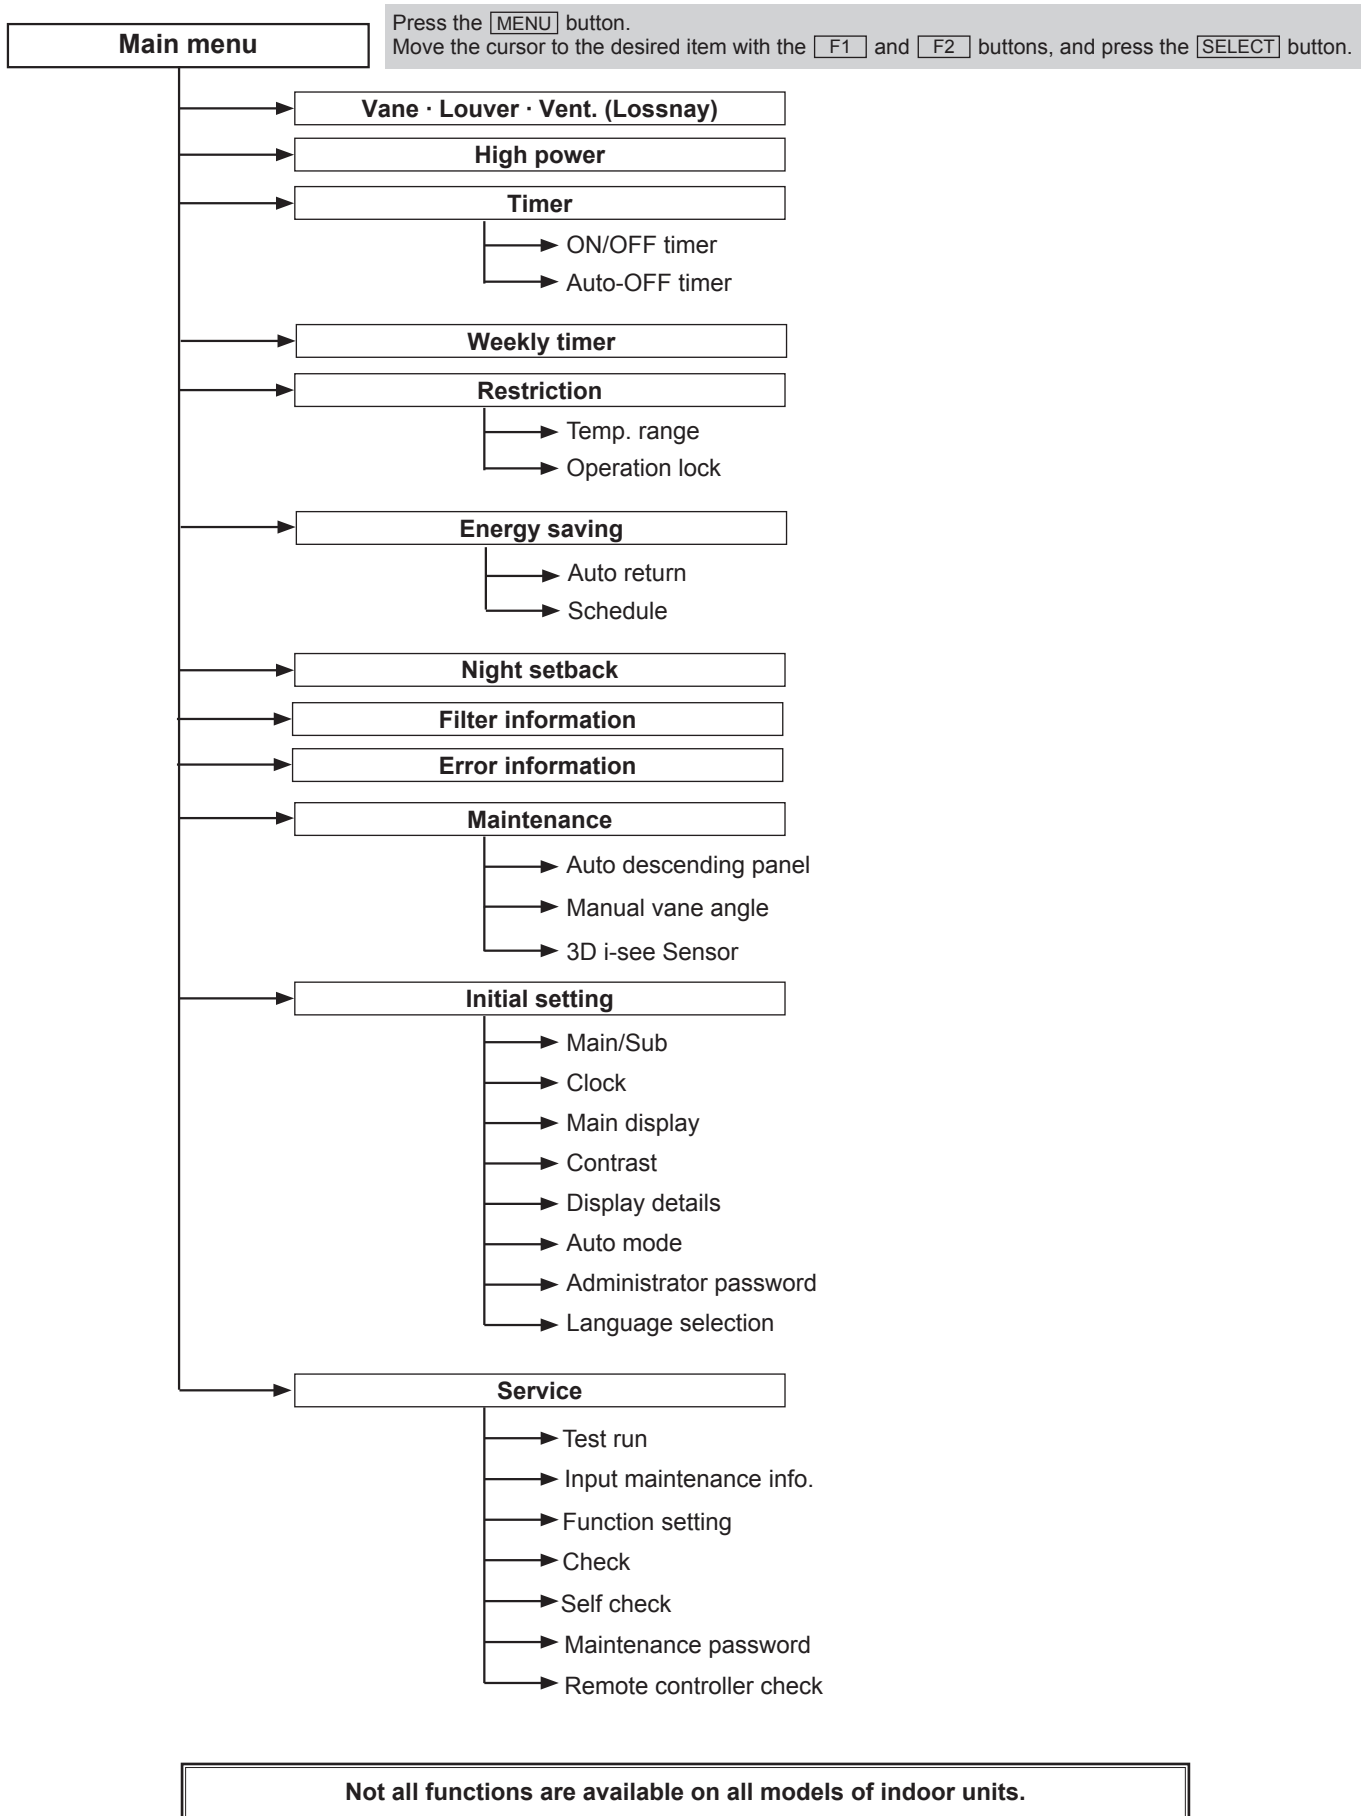 Main menu
Press the MENU button.
Move the cursor to the desired item with the F1 and F2 buttons, and press the SELECT button.
Vane · Louver · Vent. (Lossnay)
High power
Timer
ON/OFF timer
Auto-OFF timer
Weekly timer
Restriction
Temp. range
Operation lock
Energy saving
Auto return
Schedule
Night setback
Filter information
Error information
Maintenance
Auto descending panel
Manual vane angle
3D i-see Sensor
Initial setting
Main/Sub
Clock
Main display
Contrast
Display details
Auto mode
Administrator password
Language selection
Service
Test run
Input maintenance info.
Function setting
Check
Self check
Maintenance password
Remote controller check
Not all functions are available on all models of indoor units.